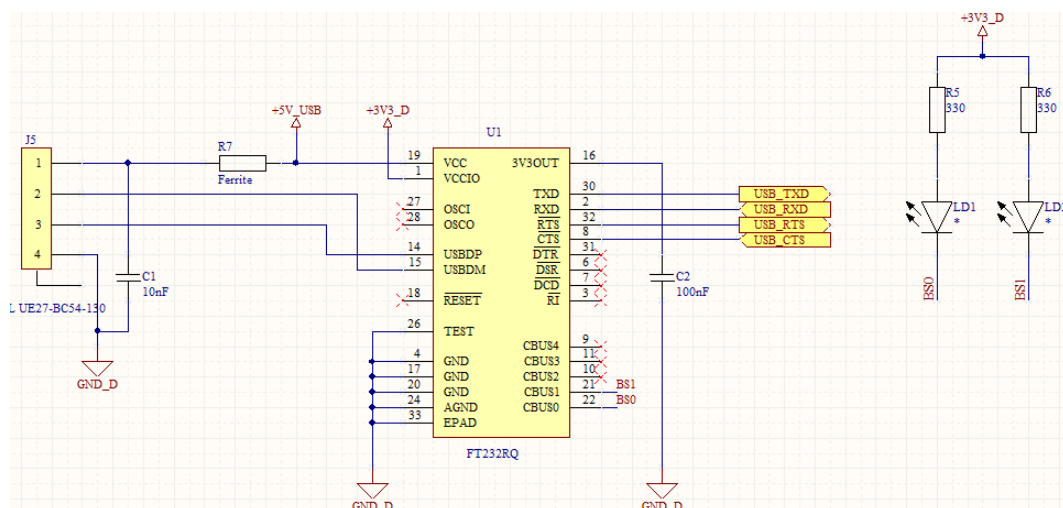 +3V3_D
R5
330
R6
330
LD1
*
*
BS0
BS1
+5V_USB
+3V3_D
J5
1
2
3
4
L UE27-BC54-130
R7
Ferrite
C1
10nF
GND_D
U1
19 VCC
1 VCCIO
27 OSCI
28 OSCO
14 USBDP
15 USBDM
18 RESET
26 TEST
4 GND
17 GND
20 GND
24 AGND
33 EPAD
3V3OUT 16
TXD 30
RXD 2
RTS 32
CTS 8
DTR 31
DSR 6
DCD 7
RI 3
CBUS4 9
CBUS3 11
CBUS2 10
CBUS1 21
CBUS0 22
FT232RQ
USB_TXD
USB_RXD
USB_RTS
USB_CTS
C2
100nF
BS1
BS0
GND_D
GND_D